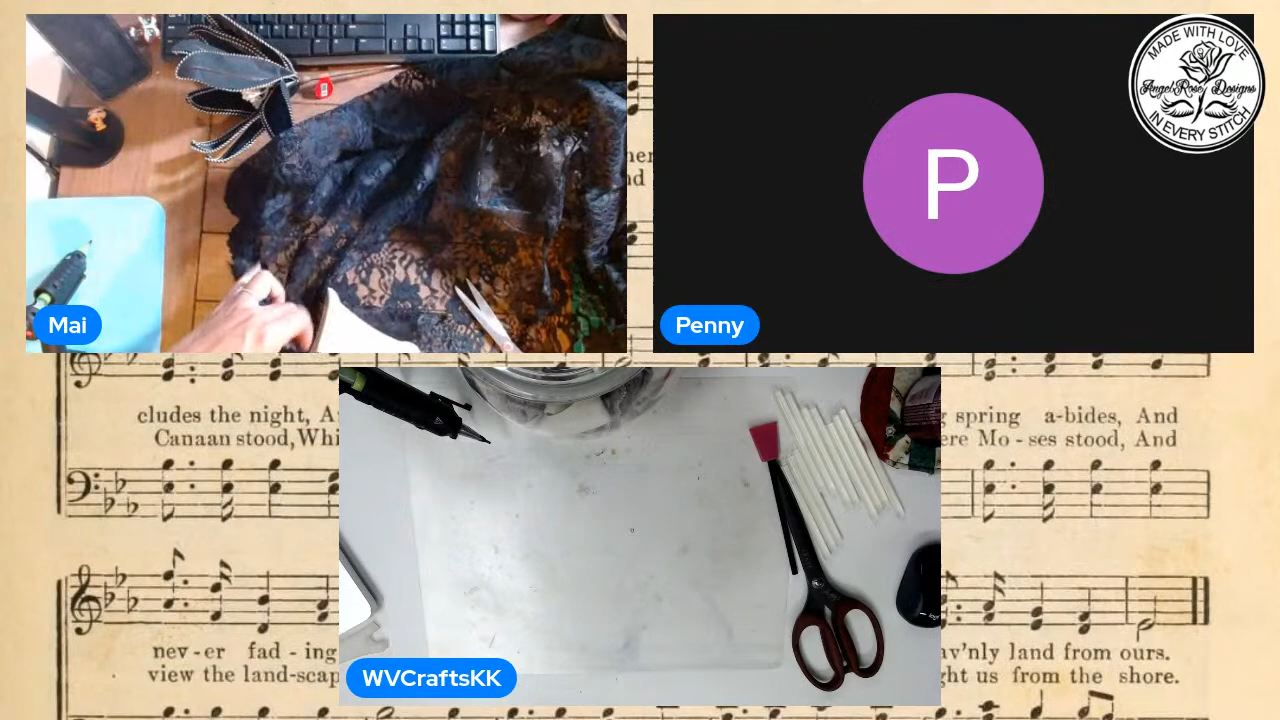 MADE WITH LOVE
AngelRose Designs
IN EVERY STITCH
P
Mai
Penny
cludes the night,
spring a-bides, And
Canaan stood, Whi
ere Mo-ses stood, And
WVCraftsKK
nev-er fad-ing
av'nly land from ours.
view the land-scap
ght us from the shore.